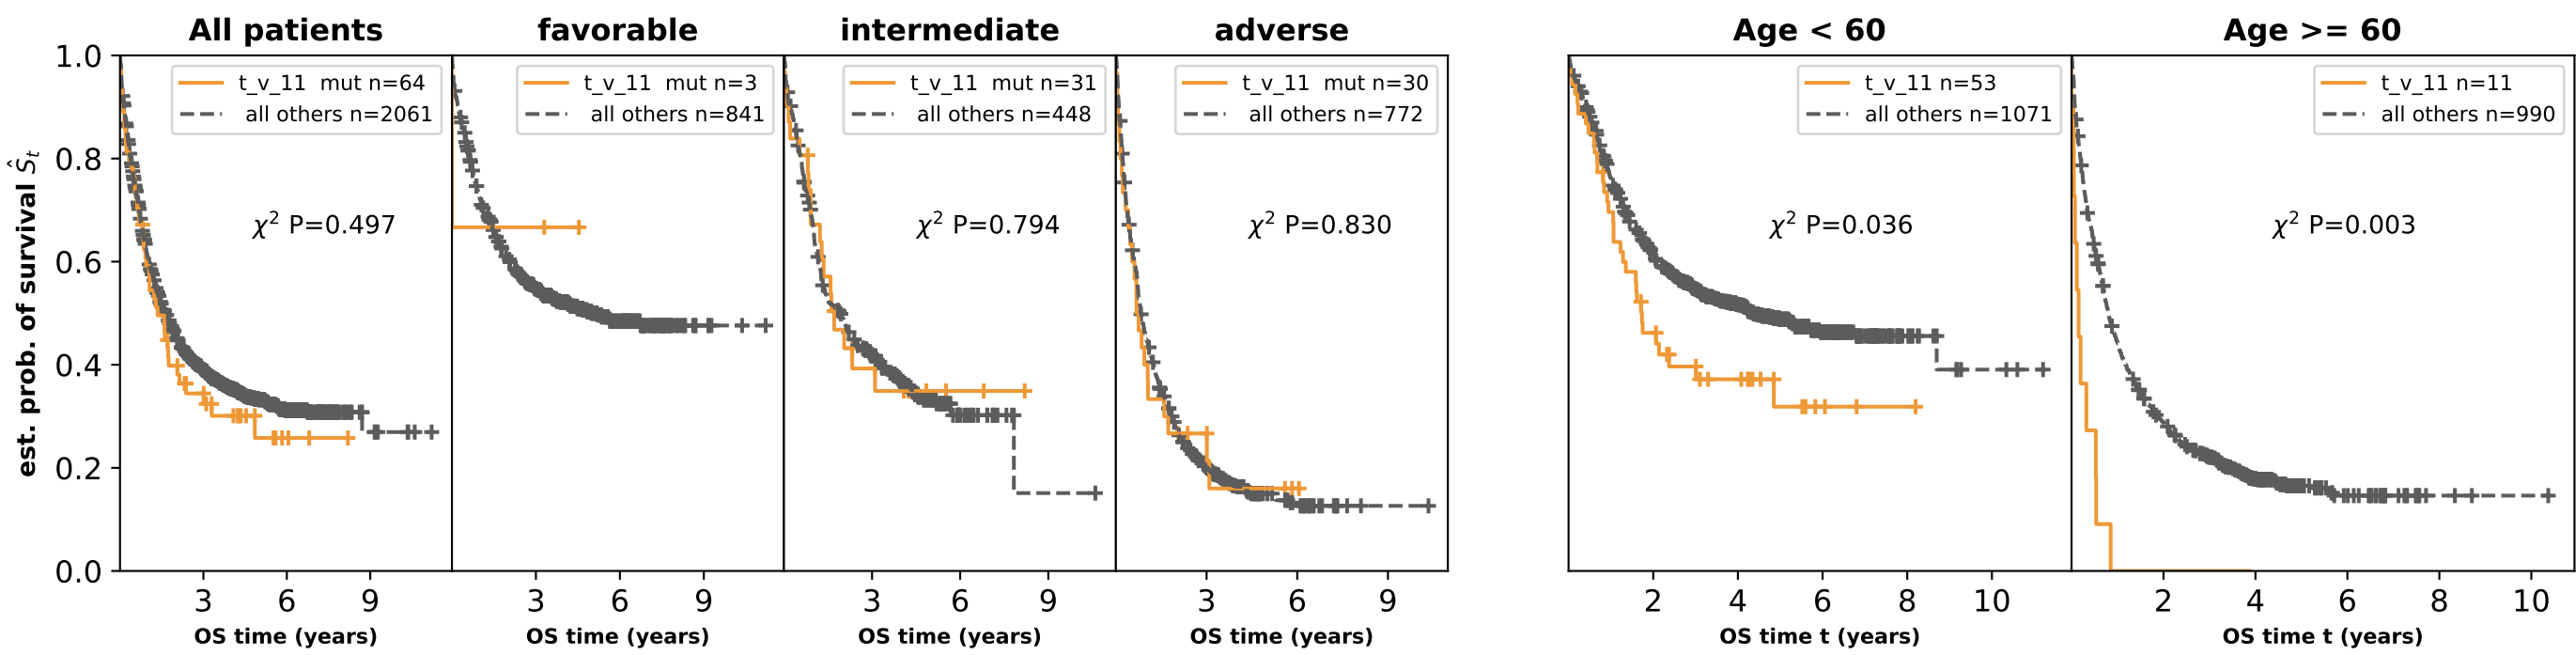 All patients
favorable
intermediate
adverse
Age < 60
Age >= 60
est. prob. of survival Ŝt
1.0
0.8
0.6
0.4
0.2
0.0
t_v_11 mut n=64
all others n=2061
χ² P=0.497
3 6 9
OS time (years)
t_v_11 mut n=3
all others n=841
3 6 9
OS time (years)
t_v_11 mut n=31
all others n=448
χ² P=0.794
3 6 9
OS time (years)
t_v_11 mut n=30
all others n=772
χ² P=0.830
3 6 9
OS time (years)
t_v_11 n=53
all others n=1071
χ² P=0.036
2 4 6 8 10
OS time t (years)
t_v_11 n=11
all others n=990
χ² P=0.003
2 4 6 8 10
OS time t (years)